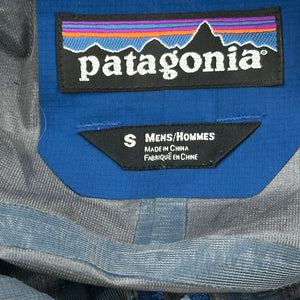 patagonia
S MENS/HOMMES
MADE IN CHINA
FABRIQUÉ EN CHINE